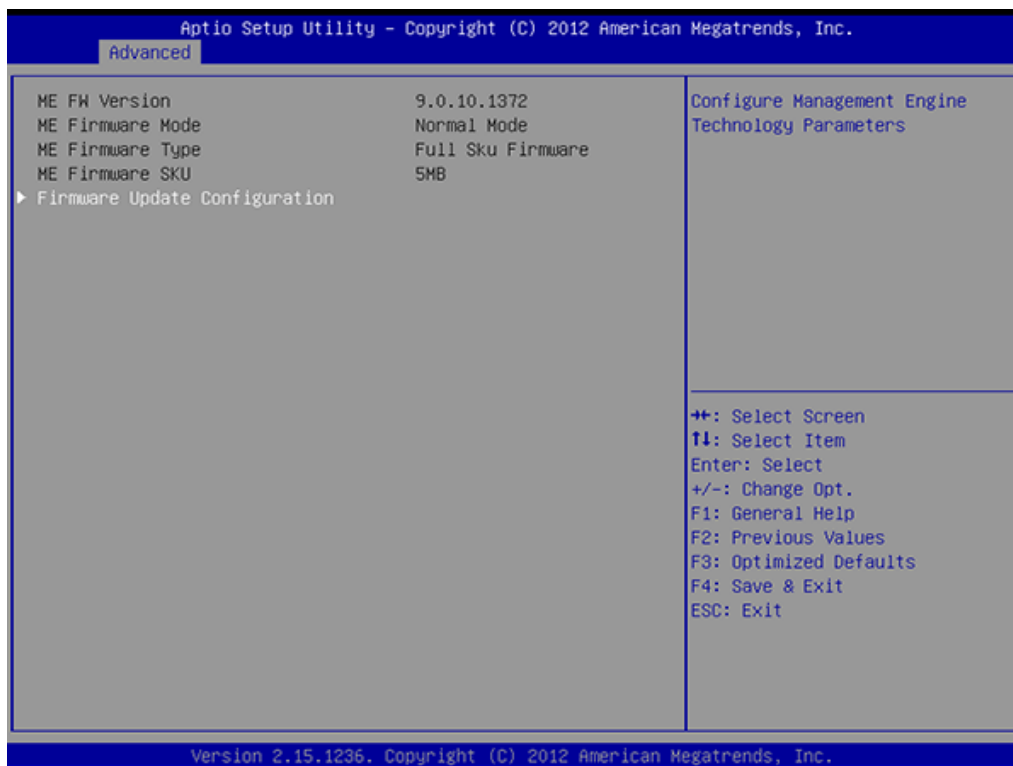 Aptio Setup Utility – Copyright (C) 2012 American Megatrends, Inc.
Advanced
ME FW Version 9.0.10.1372
ME Firmware Mode Normal Mode
ME Firmware Type Full Sku Firmware
ME Firmware SKU 5MB
▶ Firmware Update Configuration
Configure Management Engine
Technology Parameters
→←: Select Screen
↑↓: Select Item
Enter: Select
+/-: Change Opt.
F1: General Help
F2: Previous Values
F3: Optimized Defaults
F4: Save & Exit
ESC: Exit
Version 2.15.1236. Copyright (C) 2012 American Megatrends, Inc.